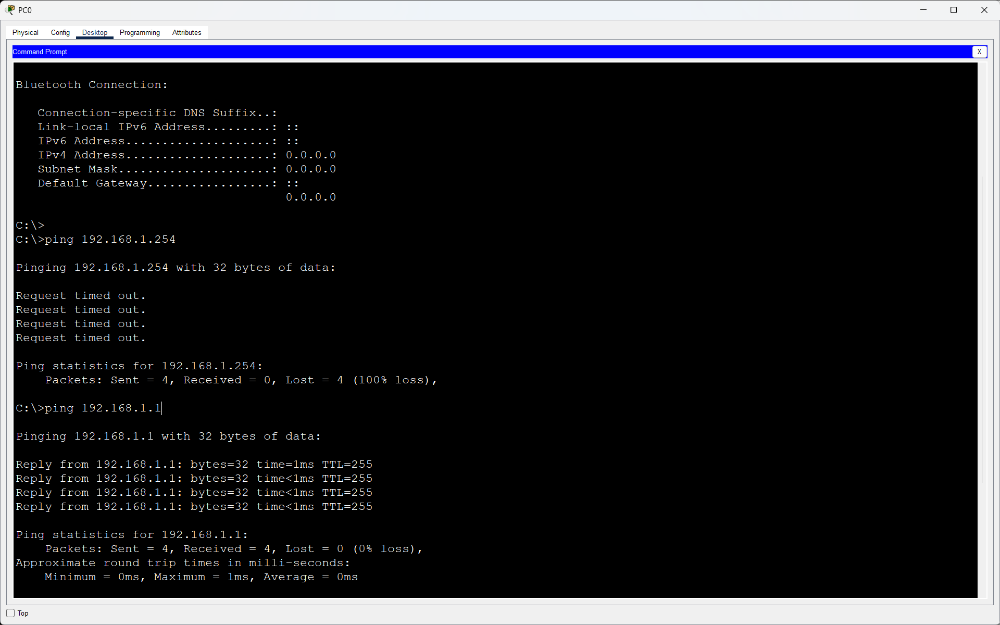 PC0
Physical Config Desktop Programming Attributes
Command Prompt
X
Bluetooth Connection:
Connection-specific DNS Suffix..:
Link-local IPv6 Address.........: ::
IPv6 Address....................: ::
IPv4 Address....................: 0.0.0.0
Subnet Mask.....................: 0.0.0.0
Default Gateway.................: ::
0.0.0.0
C:\>
C:\>ping 192.168.1.254
Pinging 192.168.1.254 with 32 bytes of data:
Request timed out.
Request timed out.
Request timed out.
Request timed out.
Ping statistics for 192.168.1.254:
Packets: Sent = 4, Received = 0, Lost = 4 (100% loss),
C:\>ping 192.168.1.1
Pinging 192.168.1.1 with 32 bytes of data:
Reply from 192.168.1.1: bytes=32 time=1ms TTL=255
Reply from 192.168.1.1: bytes=32 time<1ms TTL=255
Reply from 192.168.1.1: bytes=32 time<1ms TTL=255
Reply from 192.168.1.1: bytes=32 time<1ms TTL=255
Ping statistics for 192.168.1.1:
Packets: Sent = 4, Received = 4, Lost = 0 (0% loss),
Approximate round trip times in milli-seconds:
Minimum = 0ms, Maximum = 1ms, Average = 0ms
Top